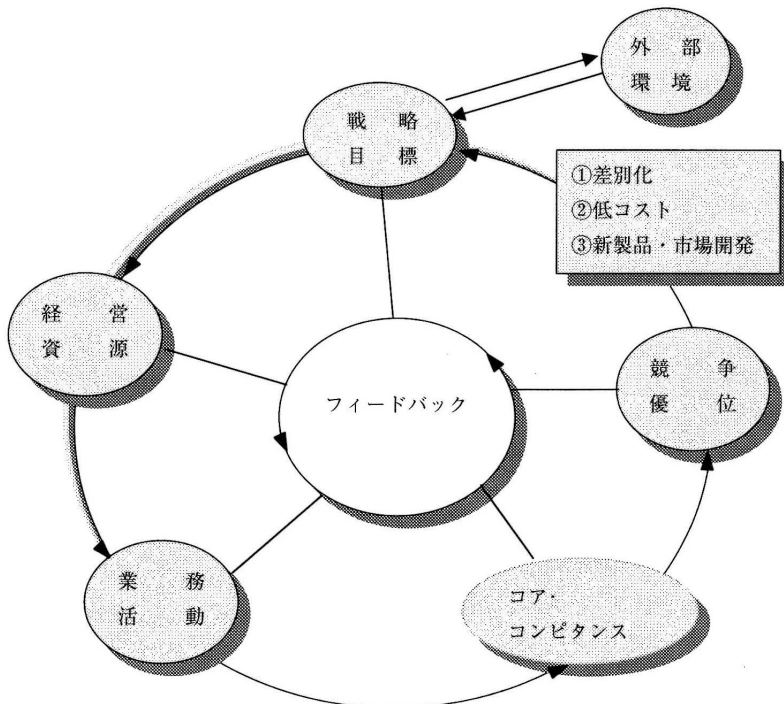 外部
環境
戦略
目標
①差別化
②低コスト
③新製品・市場開発
経営
資源
競争
優位
フィードバック
業務
活動
コア・
コンピタンス